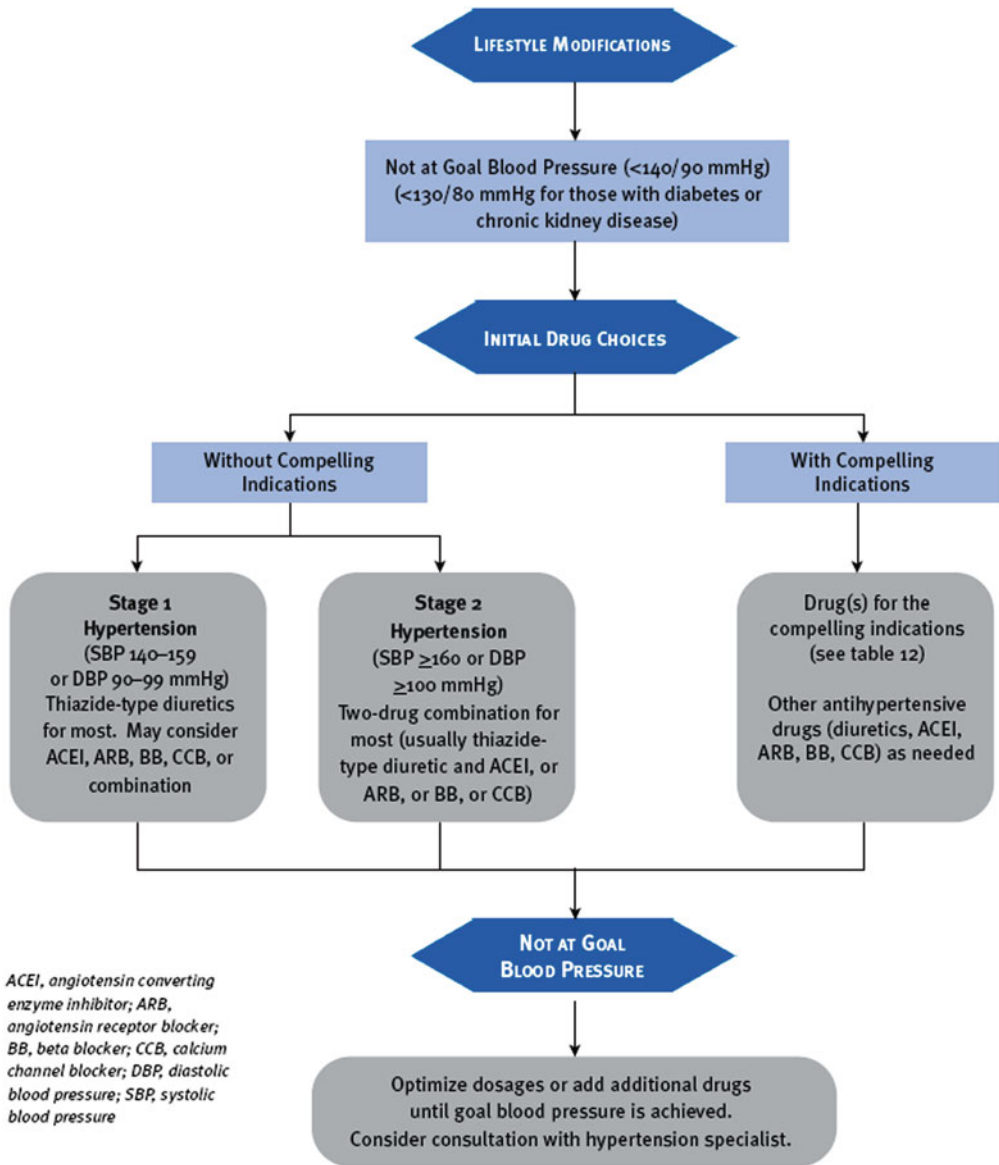 LIFESTYLE MODIFICATIONS
Not at Goal Blood Pressure (<140/90 mmHg)
(<130/80 mmHg for those with diabetes or
chronic kidney disease)
INITIAL DRUG CHOICES
Without Compelling
Indications
With Compelling
Indications
Stage 1
Hypertension
(SBP 140–159
or DBP 90–99 mmHg)
Thiazide-type diuretics
for most. May consider
ACEI, ARB, BB, CCB, or
combination
Stage 2
Hypertension
(SBP ≥160 or DBP
≥100 mmHg)
Two-drug combination for
most (usually thiazide-
type diuretic and ACEI, or
ARB, or BB, or CCB)
Drug(s) for the
compelling indications
(see table 12)
Other antihypertensive
drugs (diuretics, ACEI,
ARB, BB, CCB) as needed
NOT AT GOAL
BLOOD PRESSURE
ACEI, angiotensin converting
enzyme inhibitor; ARB,
angiotensin receptor blocker;
BB, beta blocker; CCB, calcium
channel blocker; DBP, diastolic
blood pressure; SBP, systolic
blood pressure
Optimize dosages or add additional drugs
until goal blood pressure is achieved.
Consider consultation with hypertension specialist.